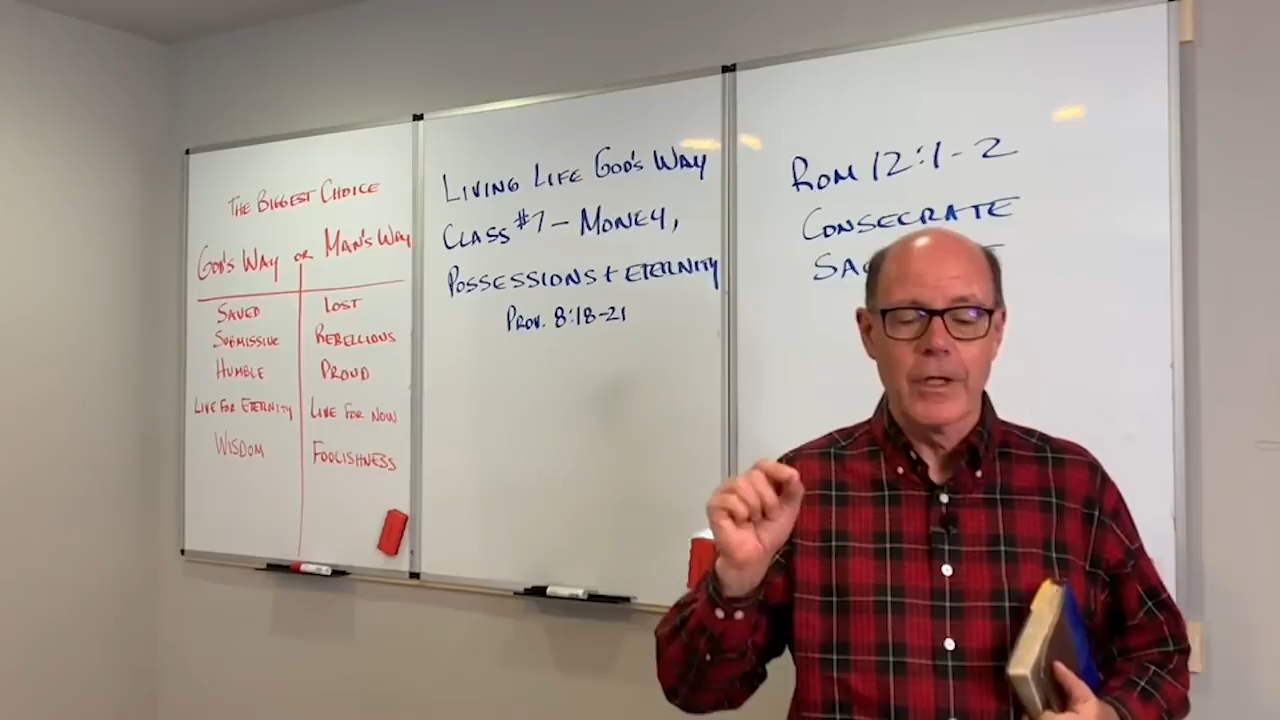 THE BIGGEST CHOICE
GOD'S WAY OR MAN'S WAY
SAVED LOST
SUBMISSIVE REBELLIOUS
HUMBLE PROUD
LIVE FOR ETERNITY LIVE FOR NOW
WISDOM FOOLISHNESS
LIVING LIFE GOD'S WAY
CLASS #7 - MONEY,
POSSESSIONS + ETERNITY
PROV. 8:18-21
ROM 12:1-2
CONSECRATE